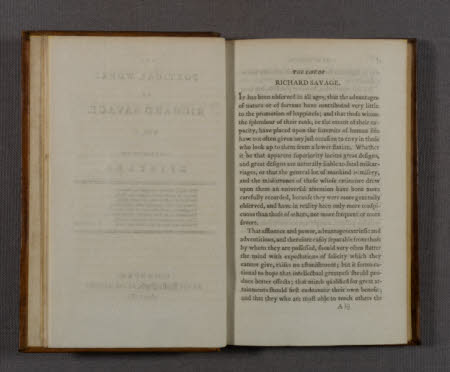 THE LIFE OF
RICHARD SAVAGE.
It has been observed in all ages, that the advantages
of nature or of fortune have contributed very little
to the promotion of happiness; and that those whom
the splendour of their rank, or the extent of their ca-
pacity, have placed upon the summits of human life
have not often given any just occasion to envy in those
who look up to them from a lower station. Whether
it be that apparent superiority incites great designs,
and great designs are naturally liable to fatal miscar-
riages, or that the general lot of mankind is misery,
and the misfortunes of those whose eminence drew
upon them an universal attention have been more
carefully recorded, because they were more generally
observed, and have in reality been only more conspi-
cuous than those of others, not more frequent or more
severe.
That affluence and power, advantages extrinsic and
adventitious, and therefore easily separable from those
by whom they are possessed, should very often flatter
the mind with expectations of felicity which they
cannot give, raises no astonishment; but it seems ra-
tional to hope that intellectual greatness should pro-
duce better effects; that minds qualified for great at-
tainments should first endeavour their own benefit;
and that they who are most able to teach others the
A iij